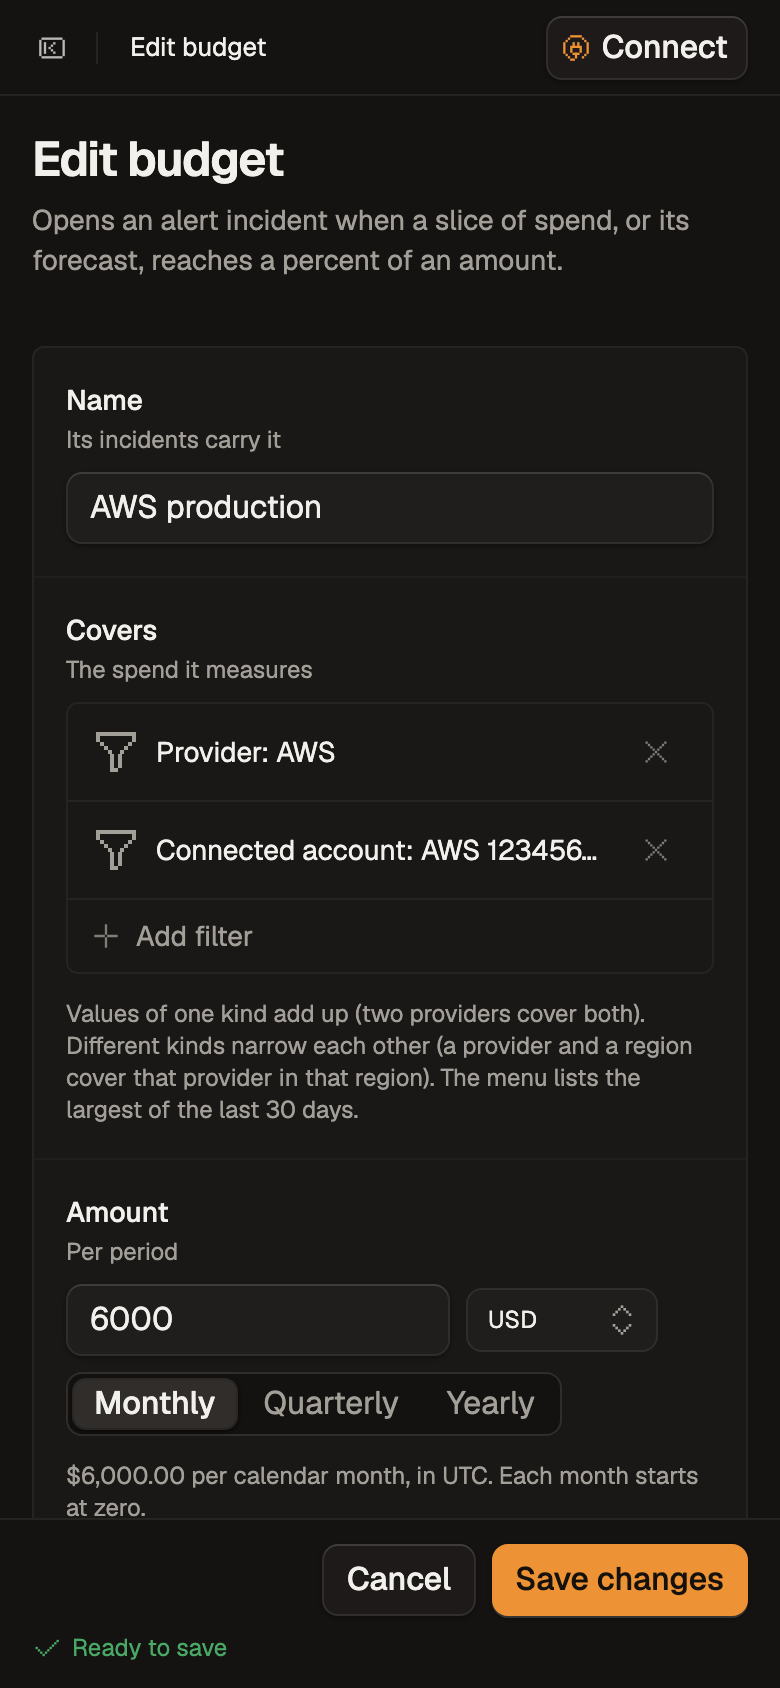 Edit budget
Connect
Edit budget
Opens an alert incident when a slice of spend, or its
forecast, reaches a percent of an amount.
Name
Its incidents carry it
AWS production
Covers
The spend it measures
Provider: AWS
Connected account: AWS 123456...
Add filter
Values of one kind add up (two providers cover both).
Different kinds narrow each other (a provider and a region
cover that provider in that region). The menu lists the
largest of the last 30 days.
Amount
Per period
6000
USD
Monthly
Quarterly
Yearly
$6,000.00 per calendar month, in UTC. Each month starts
at zero.
Cancel
Save changes
Ready to save